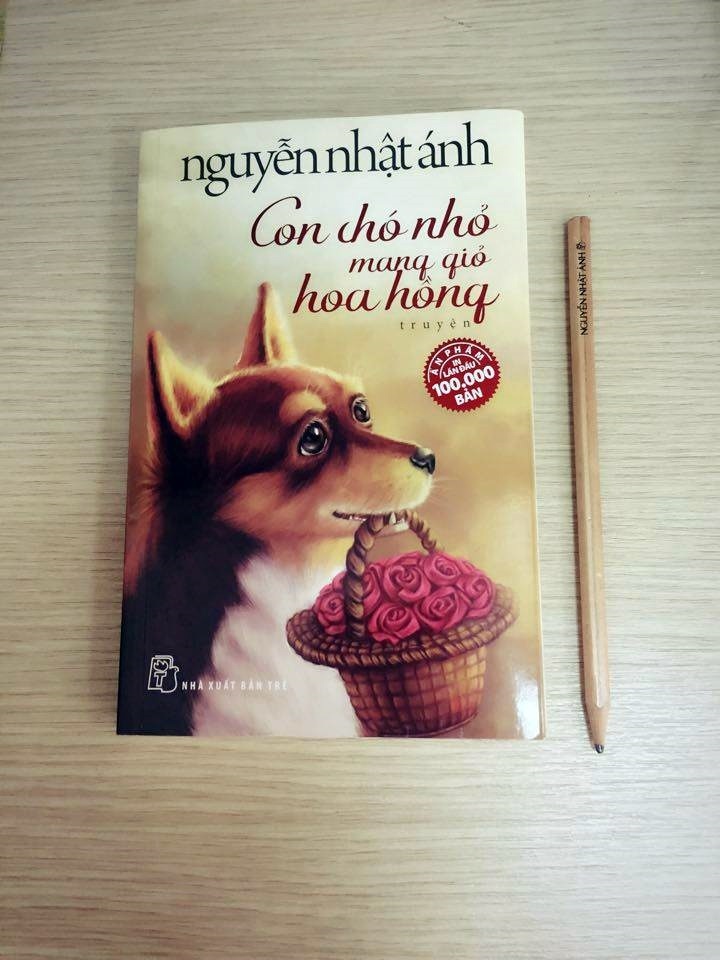 nguyễn nhật ánh
Con chó nhỏ
mang giỏ
hoa hồng
truyện
ẤN PHẨM
IN
LẦN ĐẦU
100.000
BẢN
NHÀ XUẤT BẢN TRẺ
NGUYỄN NHẬT ÁNH